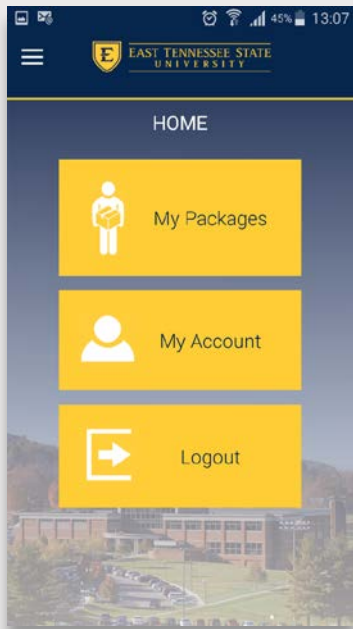 45% 13:07
E EAST TENNESSEE STATE
UNIVERSITY
HOME
My Packages
My Account
Logout